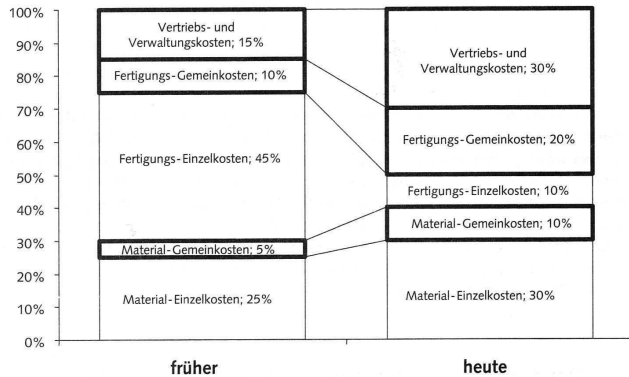 100%
90%
80%
70%
60%
50%
40%
30%
20%
10%
0%
Vertriebs- und
Verwaltungskosten; 15%
Fertigungs-Gemeinkosten; 10%
Fertigungs-Einzelkosten; 45%
Material-Gemeinkosten; 5%
Material-Einzelkosten; 25%
Vertriebs- und
Verwaltungskosten; 30%
Fertigungs-Gemeinkosten; 20%
Fertigungs-Einzelkosten; 10%
Material-Gemeinkosten; 10%
Material-Einzelkosten; 30%
früher
heute